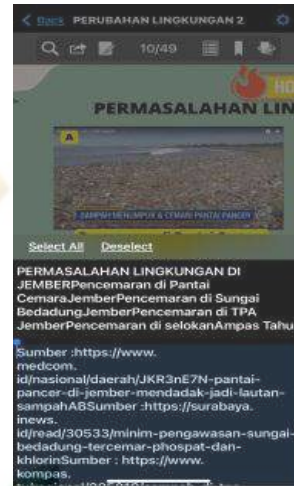 Back PERUBAHAN LINGKUNGAN 2
10/49
HO
PERMASALAHAN LIN
A
SAMPAH MENUMPUK & CEMARI PANTAI PANCER
Select All Deselect
PERMASALAHAN LINGKUNGAN DI
JEMBERPencemaran di Pantai
CemaraJemberPencemaran di Sungai
BedadungJemberPencemaran di TPA
JemberPencemaran di selokanAmpas Tahu
Sumber :https://www.
medcom.
id/nasional/daerah/JKR3nE7N-pantai-
pancer-di-jember-mendadak-jadi-lautan-
sampahABSumber :https://surabaya.
inews.
id/read/30533/minim-pengawasan-sungai-
bedadung-tercemar-phospat-dan-
khlorinSumber : https://www.
kompas.